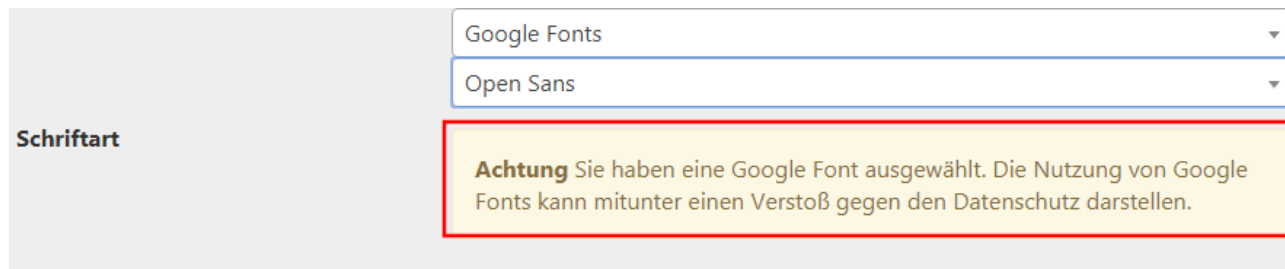 Google Fonts
Open Sans
Schriftart
Achtung Sie haben eine Google Font ausgewählt. Die Nutzung von Google
Fonts kann mitunter einen Verstoß gegen den Datenschutz darstellen.